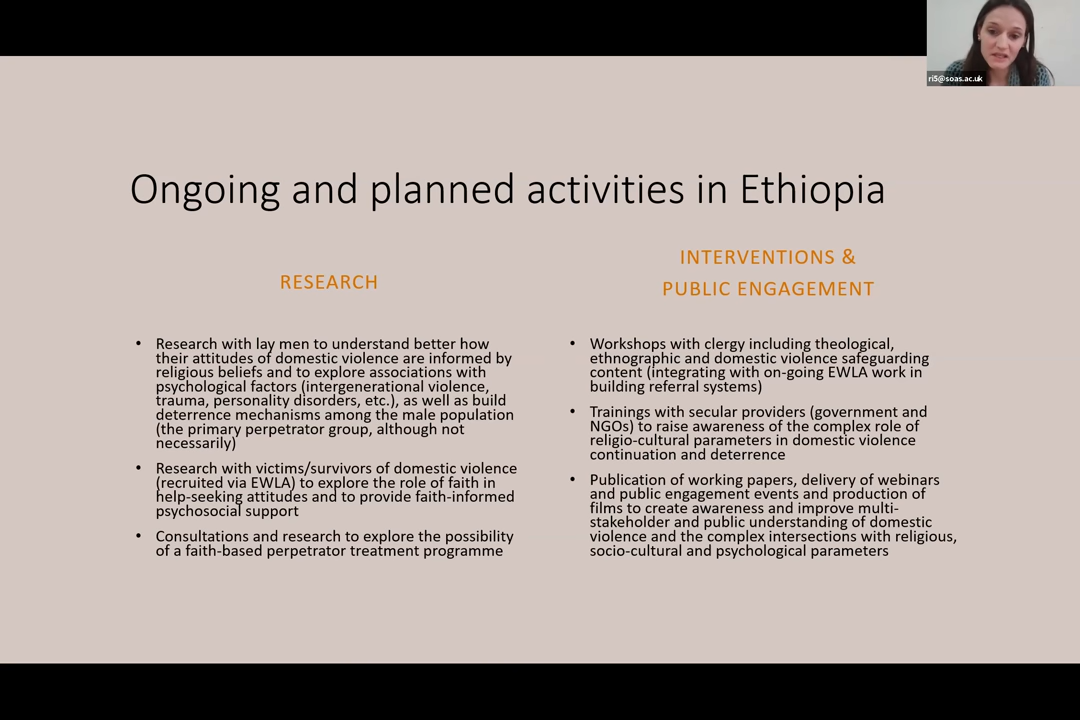 ri5@soas.ac.uk
Ongoing and planned activities in Ethiopia
RESEARCH
• Research with lay men to understand better how
their attitudes of domestic violence are informed by
religious beliefs and to explore associations with
psychological factors (intergenerational violence,
trauma, personality disorders, etc.), as well as build
deterrence mechanisms among the male population
(the primary perpetrator group, although not
necessarily)
• Research with victims/survivors of domestic violence
(recruited via EWLA) to explore the role of faith in
help-seeking attitudes and to provide faith-informed
psychosocial support
• Consultations and research to explore the possibility
of a faith-based perpetrator treatment programme
INTERVENTIONS &
PUBLIC ENGAGEMENT
• Workshops with clergy including theological,
ethnographic and domestic violence safeguarding
content (integrating with on-going EWLA work in
building referral systems)
• Trainings with secular providers (government and
NGOs) to raise awareness of the complex role of
religio-cultural parameters in domestic violence
continuation and deterrence
• Publication of working papers, delivery of webinars
and public engagement events and production of
films to create awareness and improve multi-
stakeholder and public understanding of domestic
violence and the complex intersections with religious,
socio-cultural and psychological parameters